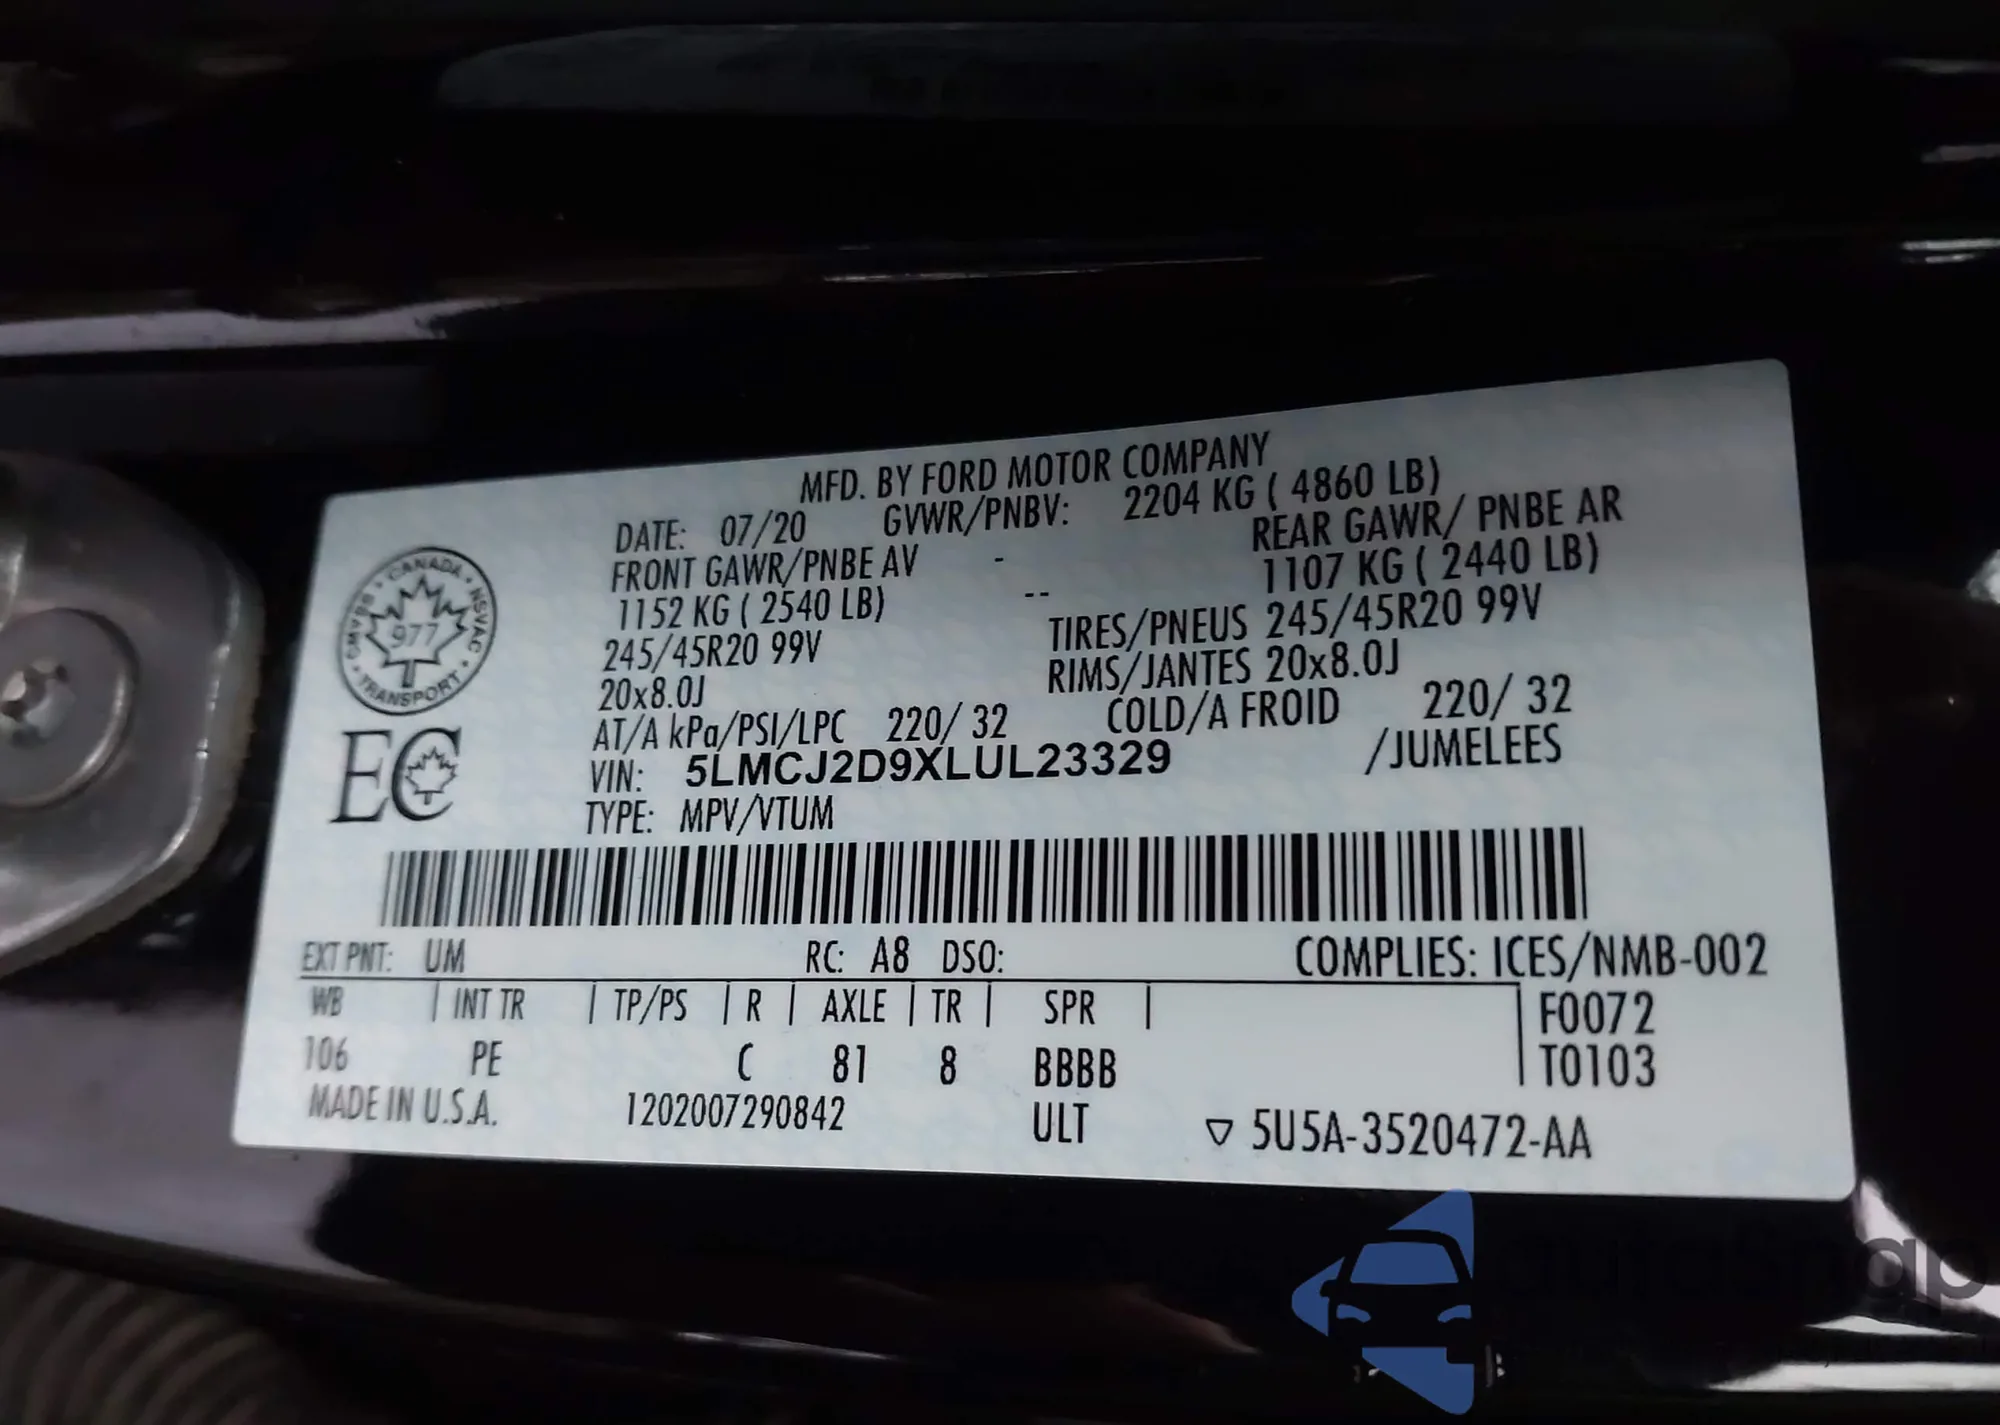 MFD. BY FORD MOTOR COMPANY
DATE: 07/20 GVWR/PNBV: 2204 KG ( 4860 LB)
FRONT GAWR/PNBE AV - REAR GAWR/ PNBE AR
1152 KG ( 2540 LB) -- 1107 KG ( 2440 LB)
245/45R20 99V TIRES/PNEUS 245/45R20 99V
20x8.0J RIMS/JANTES 20x8.0J
AT/A kPa/PSI/LPC 220/ 32 COLD/A FROID 220/ 32
VIN: 5LMCJ2D9XLUL23329 /JUMELEES
TYPE: MPV/VTUM
CANADA
NSVAC
TRANSPORT
977
EC
EXT PNT: UM RC: A8 DSO: COMPLIES: ICES/NMB-002
WB | INT TR | TP/PS | R | AXLE | TR | SPR | F0072
106 PE C 81 8 BBBB T0103
MADE IN U.S.A. 1202007290842 ULT ▽ 5U5A-3520472-AA